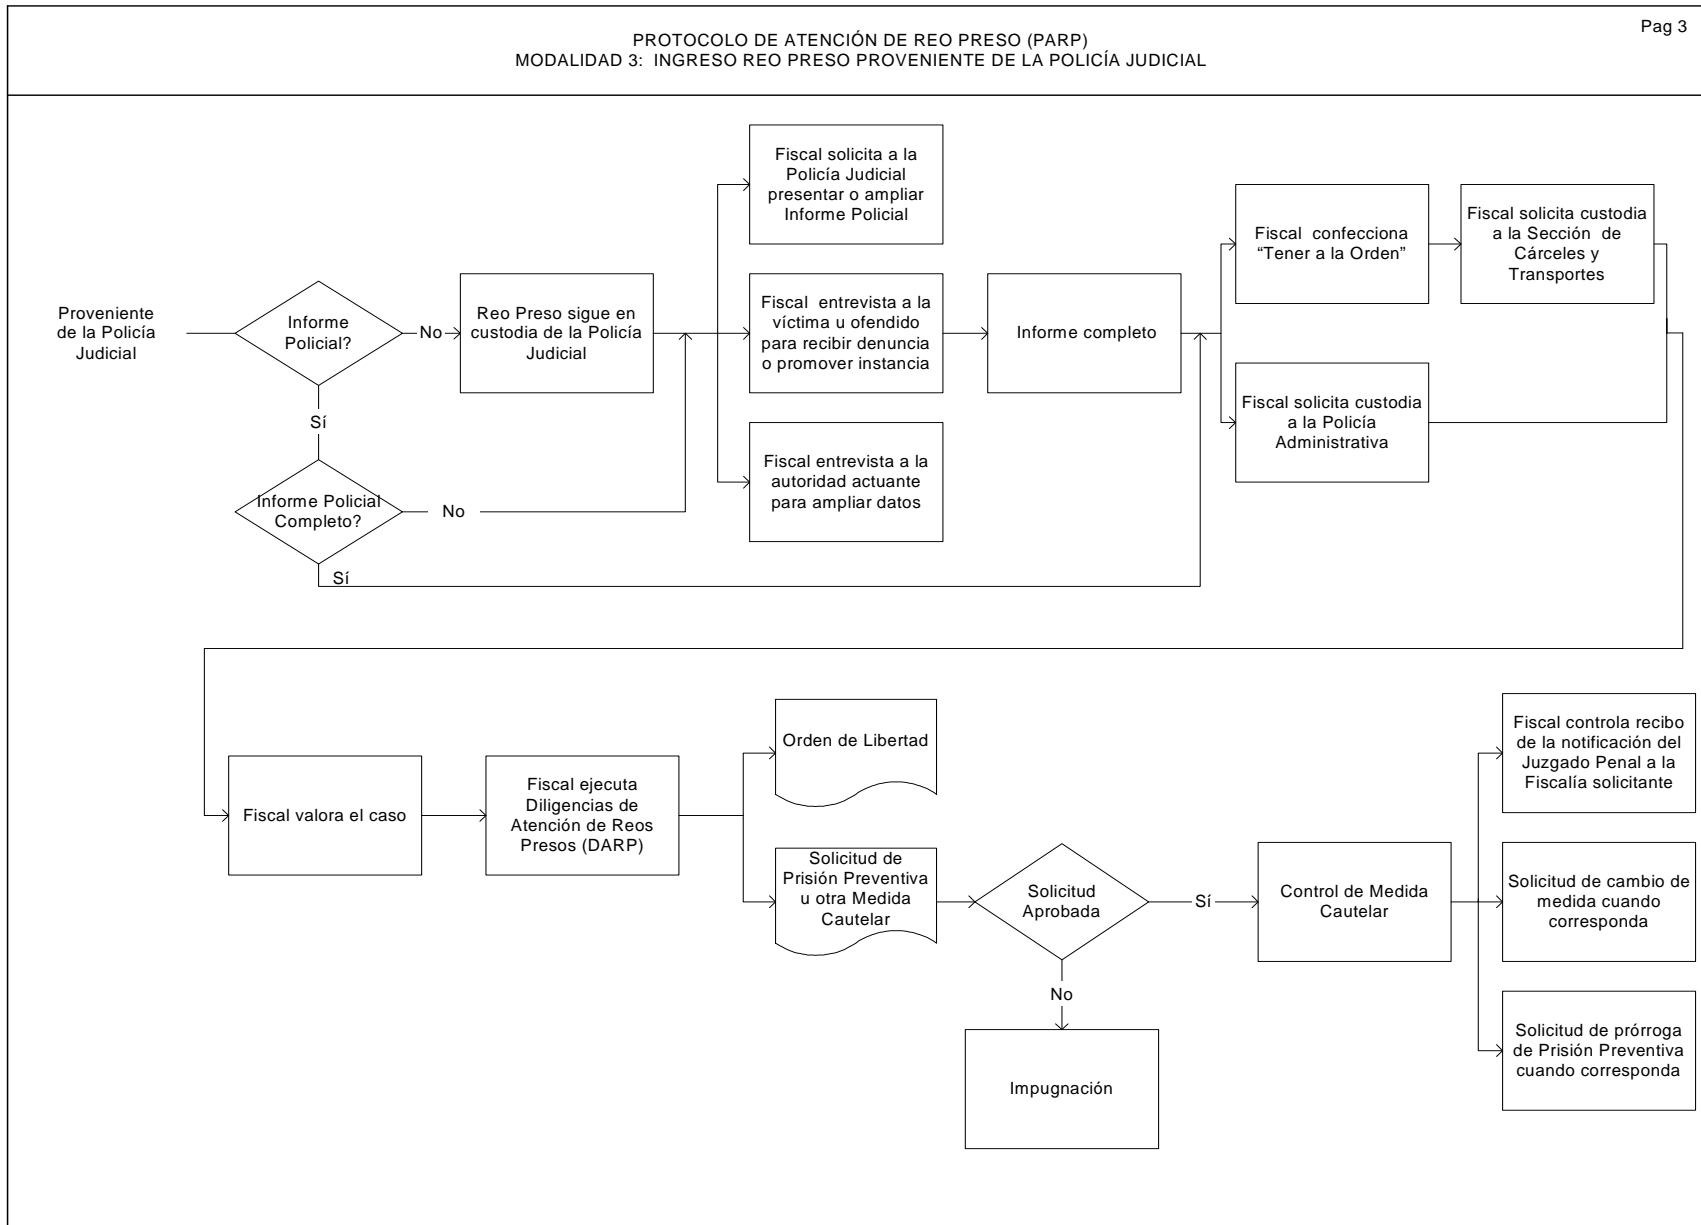 Pag 3
PROTOCOLO DE ATENCIÓN DE REO PRESO (PARP)
MODALIDAD 3: INGRESO REO PRESO PROVENIENTE DE LA POLICÍA JUDICIAL
Proveniente
de la Policía
Judicial
Informe
Policial?
No
Sí
Reo Preso sigue en
custodia de la Policía
Judicial
Informe Policial
Completo?
No
Sí
Fiscal solicita a la
Policía Judicial
presentar o ampliar
Informe Policial
Fiscal entrevista a la
víctima u ofendido
para recibir denuncia
o promover instancia
Fiscal entrevista a la
autoridad actuante
para ampliar datos
Informe completo
Fiscal confecciona
“Tener a la Orden”
Fiscal solicita custodia
a la Sección de
Cárceles y
Transportes
Fiscal solicita custodia
a la Policía
Administrativa
Fiscal valora el caso
Fiscal ejecuta
Diligencias de
Atención de Reos
Presos (DARP)
Orden de Libertad
Solicitud de
Prisión Preventiva
u otra Medida
Cautelar
Solicitud
Aprobada
Sí
No
Impugnación
Control de Medida
Cautelar
Fiscal controla recibo
de la notificación del
Juzgado Penal a la
Fiscalía solicitante
Solicitud de cambio de
medida cuando
corresponda
Solicitud de prórroga
de Prisión Preventiva
cuando corresponda